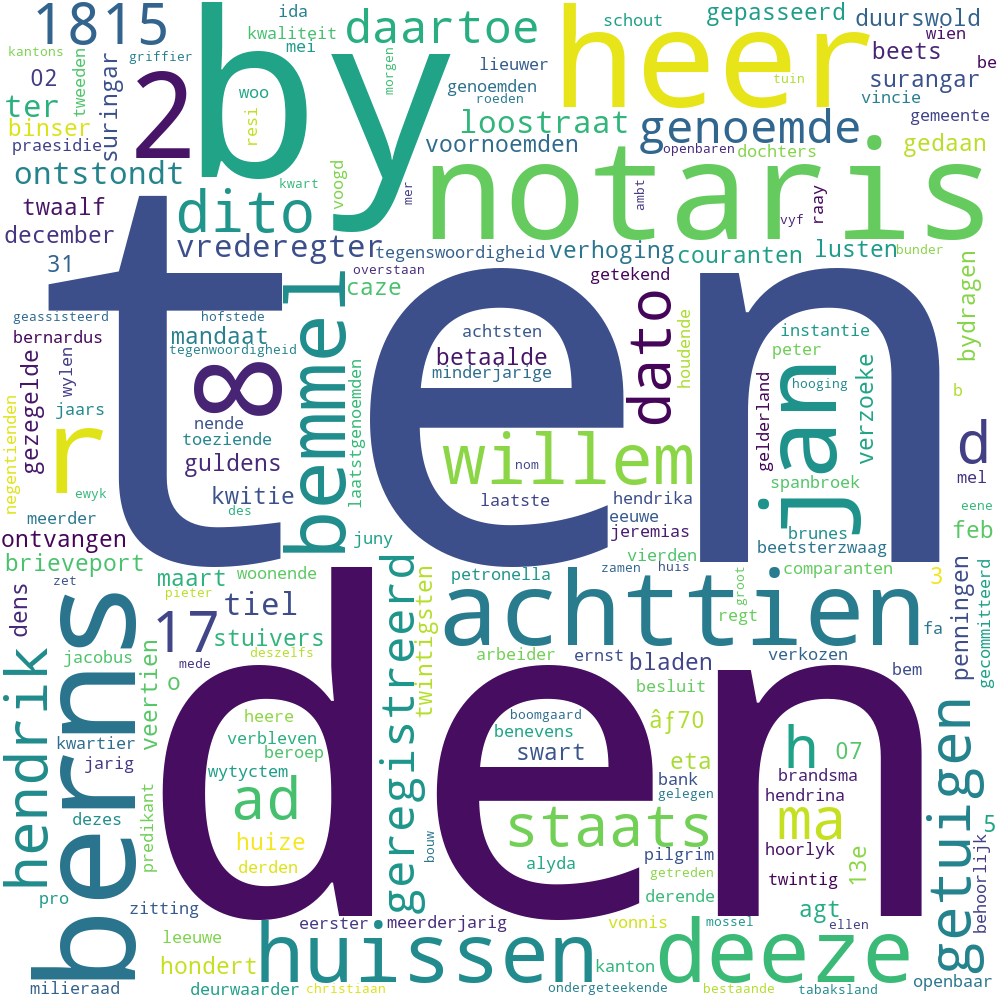 1815
by
daartoe
heer
notaris
ten
den
2
kantons
griffier
tweeden
02
ter
binser
praesidie
suringar
ontstondt
twaalf
december
31
ida
kwaliteit
mei
morgen
woo
resi
kwart
voogd
mer
lieuwer
genoemden
roeden
loostraat
voornoemden
gepasseerd
duurswold
wien
beets
be
surangar
vincie
gemeente
tuin
genoemde
openbaren
dochters
gedaan
ambt
vyf
raay
dito
vrederegter
tegenswoordigheid
verhoging
couranten
lusten
bunder
overstaan
getekend
caze
bydragen
geassisteerd
hofstede
bernardus
mandaat
tegenwoordigheid
bemmel
achtsten
betaalde
minderjarige
dato
houdende
instantie
peter
hooging
jan
verzoeke
gelderland
b
gezegelde
wylen
jaars
8
nende
toeziende
guldens
laatstgenoemden
negentienden
r
ewyk
kwitie
des
willem
nom
laatste
hendrika
spanbroek
d
mel
eene
meerder
ontvangen
brieveport
juny
eeuwe
jeremias
vierden
brunes
beetsterzwaag
feb
zet
maart
woonende
pieter
petronella
zamen
huis
groot
comparanten
3
dens
17
tiel
stuivers
achttien
regt
fa
penningen
gecommitteerd
hendrik
berns
jacobus
mede
deszelfs
veertien
o
geregistreerd
twintigsten
arbeider
ernst
bladen
verkozen
bem
besluit
kwartier
jarig
heere
verbleven
beroep
wytyctem
boomgaard
benevens
swart
âƒ70
eta
h
07
bank
gelegen
brandsma
hendrina
dezes
predikant
ad
huize
derden
staats
ma
getuigen
5
bouw
alyda
pilgrim
getreden
hoorlyk
13e
behoorlijk
twintig
pro
zitting
eerster
meerderjarig
vonnis
derende
mossel
agt
ellen
leeuwe
hondert
huissen
deeze
milieraad
deurwaarder
christiaan
ondergeteekende
kanton
bestaande
tabaksland
openbaar